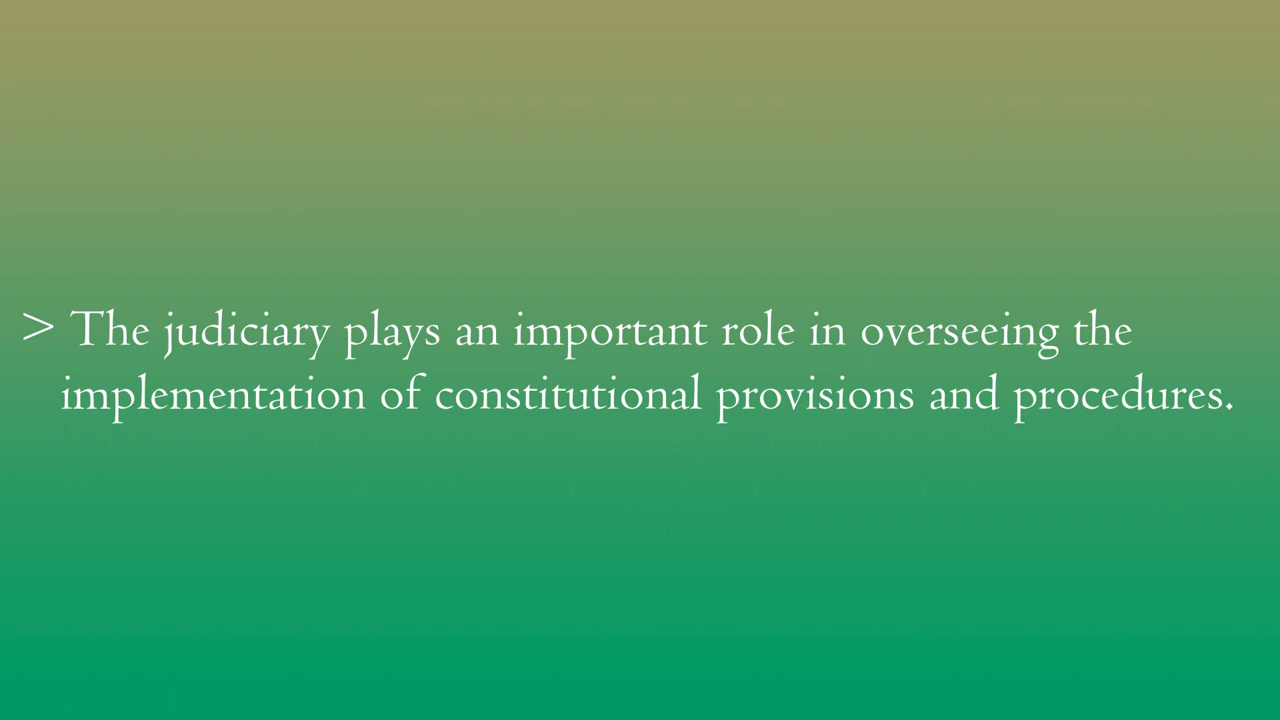 > The judiciary plays an important role in overseeing the
implementation of constitutional provisions and procedures.